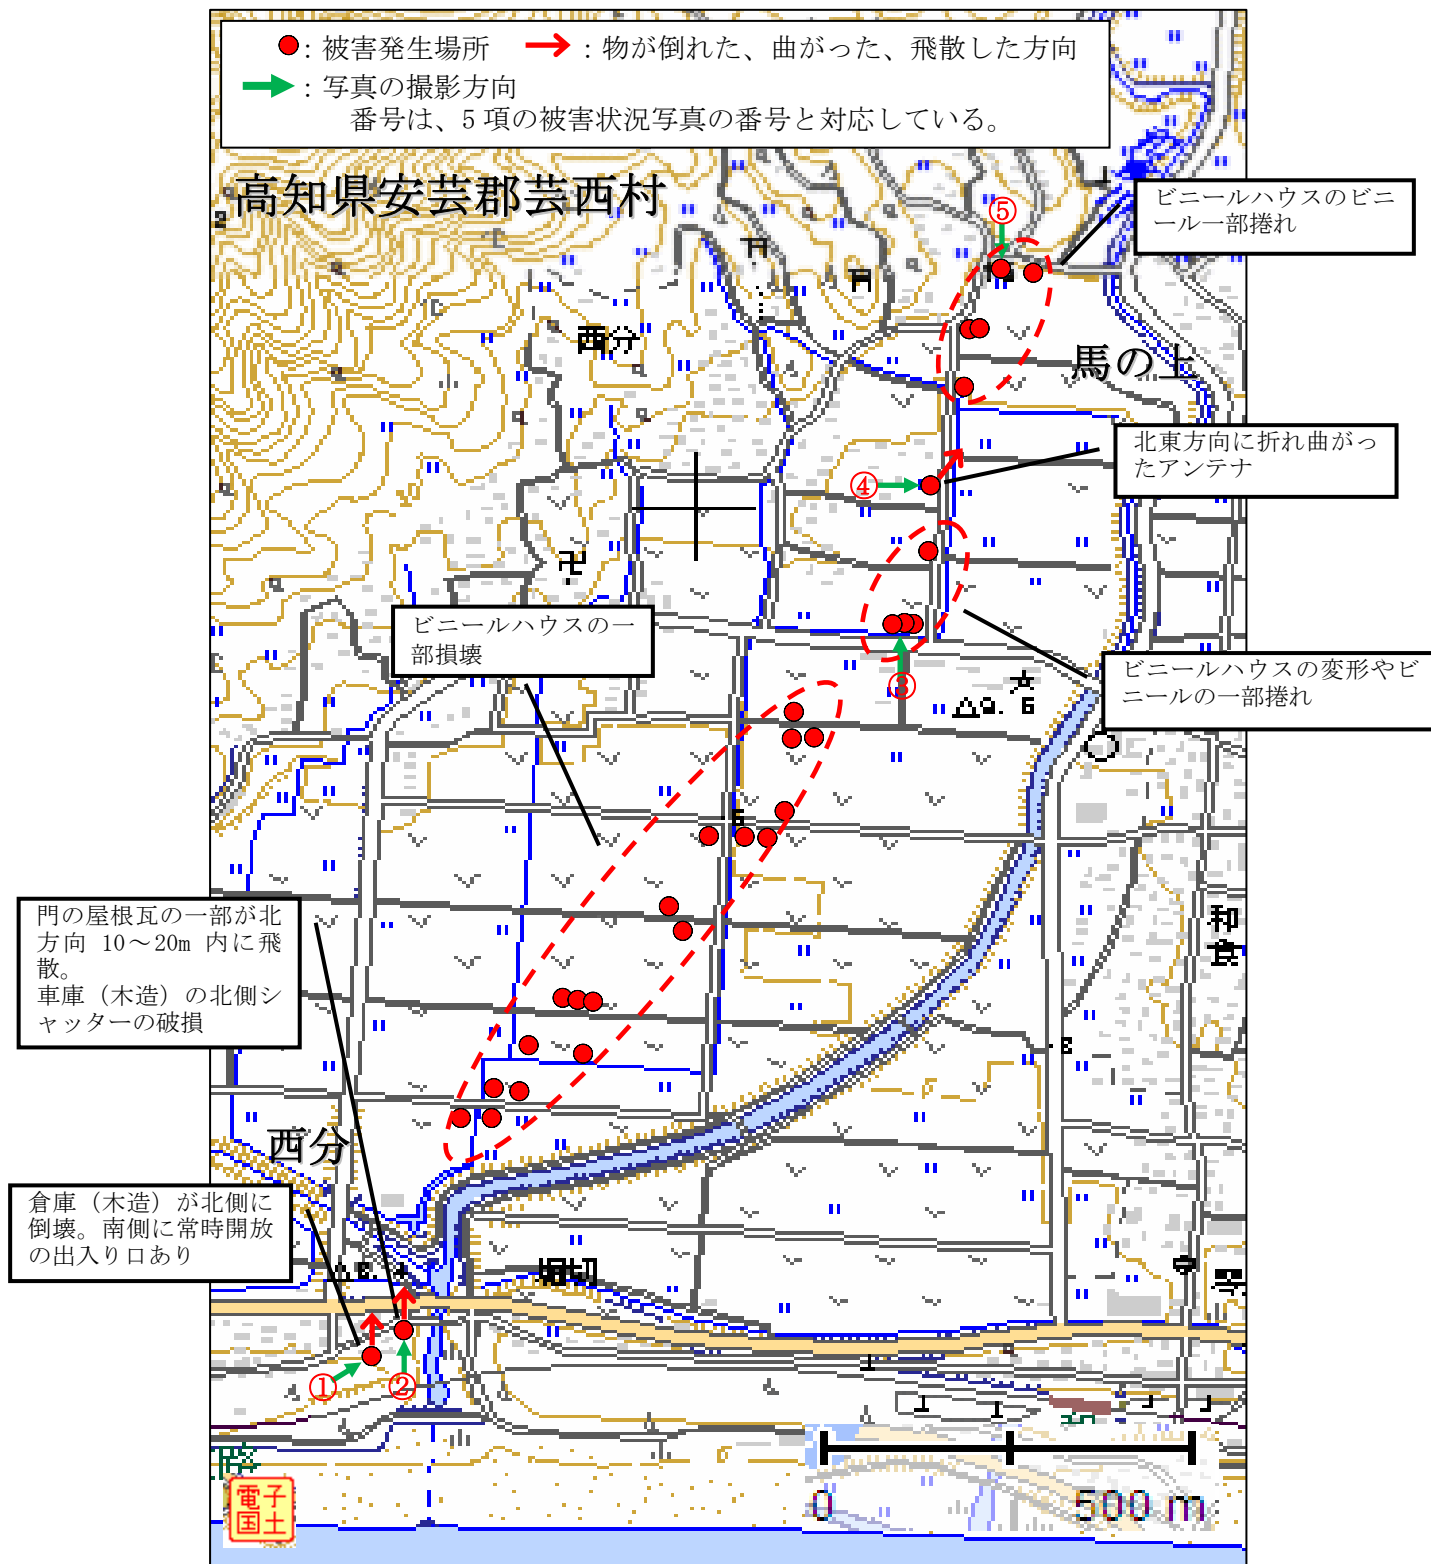 ●：被害発生場所　→：物が倒れた、曲がった、飛散した方向
→：写真の撮影方向
番号は、5 項の被害状況写真の番号と対応している。
高知県安芸郡芸西村
⑤
ビニールハウスのビニ
ール一部捲れ
西分
馬の上
北東方向に折れ曲がっ
たアンテナ
④
ビニールハウスの一
部損壊
③
ビニールハウスの変形やビ
ニールの一部捲れ
門の屋根瓦の一部が北
方向 10～20m 内に飛
散。
車庫（木造）の北側シ
ャッターの破損
和食
西分
倉庫（木造）が北側に
倒壊。南側に常時開放
の出入り口あり
堀切
①
②
0
500 m
電子
国土